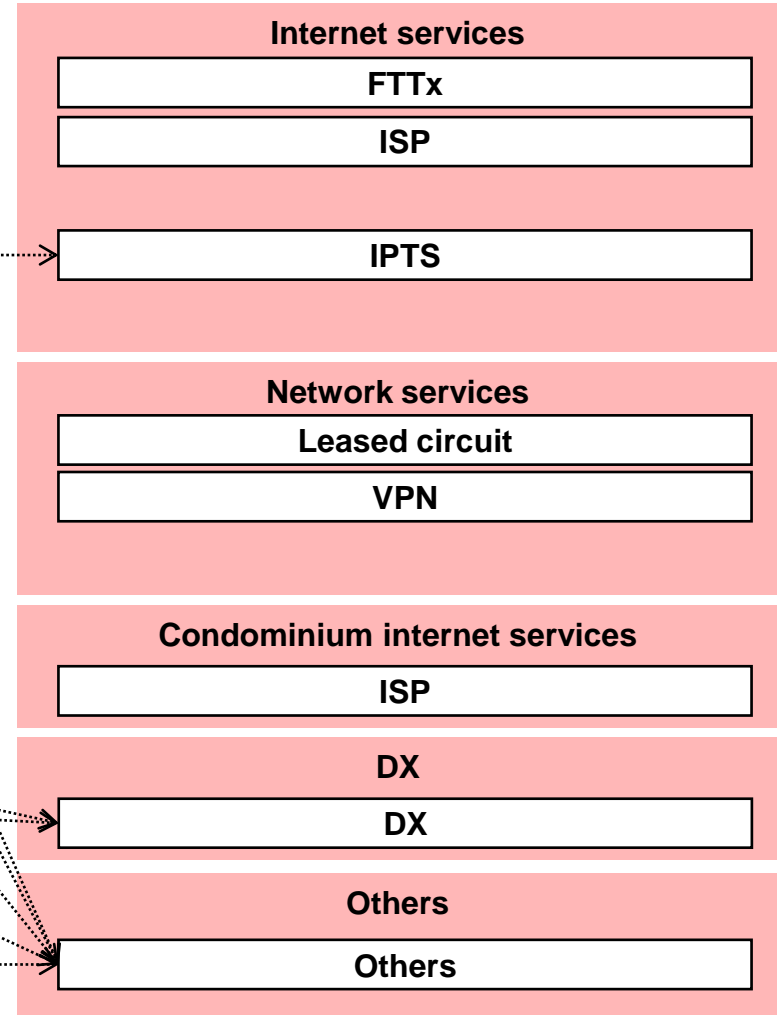 Internet services
FTTx
ISP
IPTS
Network services
Leased circuit
VPN
Condominium internet services
ISP
DX
DX
Others
Others